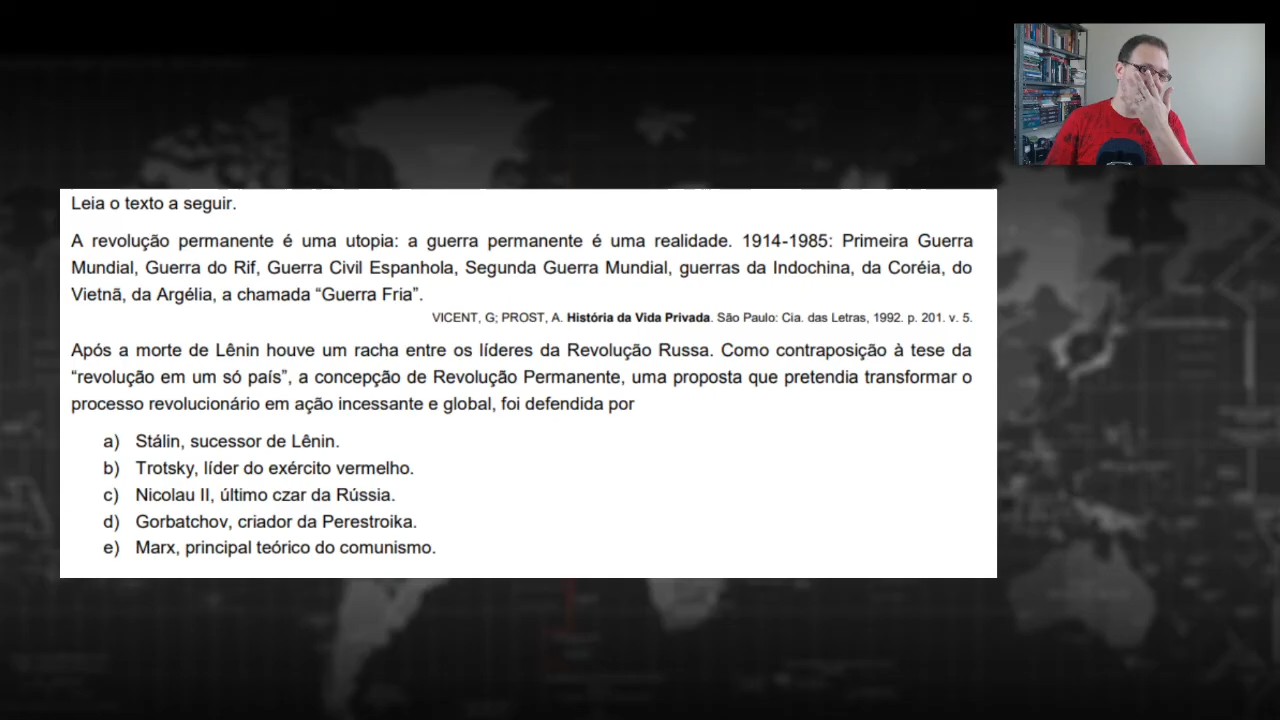 Leia o texto a seguir.
A revolução permanente é uma utopia: a guerra permanente é uma realidade. 1914-1985: Primeira Guerra
Mundial, Guerra do Rif, Guerra Civil Espanhola, Segunda Guerra Mundial, guerras da Indochina, da Coréia, do
Vietnã, da Argélia, a chamada “Guerra Fria”.
VICENT, G; PROST, A. História da Vida Privada. São Paulo: Cia. das Letras, 1992. p. 201. v. 5.
Após a morte de Lênin houve um racha entre os líderes da Revolução Russa. Como contraposição à tese da
“revolução em um só país”, a concepção de Revolução Permanente, uma proposta que pretendia transformar o
processo revolucionário em ação incessante e global, foi defendida por
a) Stálin, sucessor de Lênin.
b) Trotsky, líder do exército vermelho.
c) Nicolau II, último czar da Rússia.
d) Gorbatchov, criador da Perestroika.
e) Marx, principal teórico do comunismo.